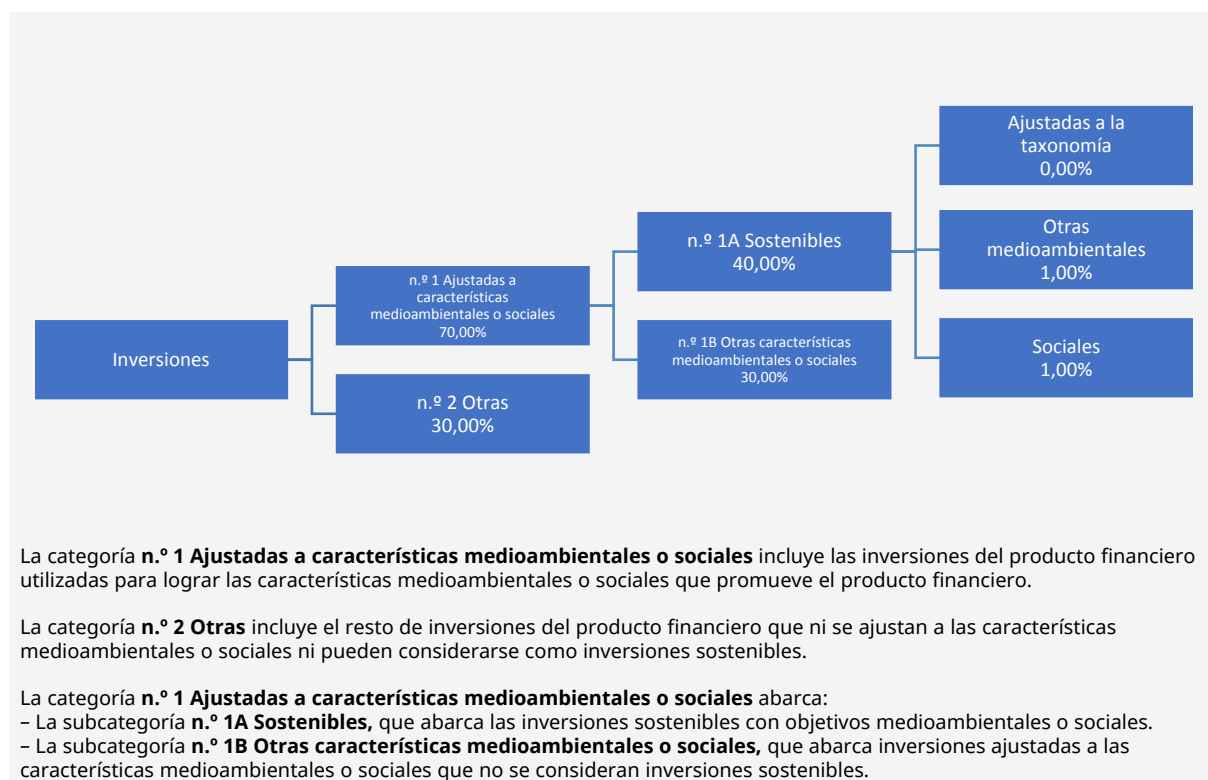 Inversiones
n.º 1 Ajustadas a
características
medioambientales o sociales
70,00%
n.º 2 Otras
30,00%
n.º 1A Sostenibles
40,00%
n.º 1B Otras características
medioambientales o sociales
30,00%
Ajustadas a la
taxonomía
0,00%
Otras
medioambientales
1,00%
Sociales
1,00%
La categoría n.º 1 Ajustadas a características medioambientales o sociales incluye las inversiones del producto financiero
utilizadas para lograr las características medioambientales o sociales que promueve el producto financiero.
La categoría n.º 2 Otras incluye el resto de inversiones del producto financiero que ni se ajustan a las características
medioambientales o sociales ni pueden considerarse como inversiones sostenibles.
La categoría n.º 1 Ajustadas a características medioambientales o sociales abarca:
– La subcategoría n.º 1A Sostenibles, que abarca las inversiones sostenibles con objetivos medioambientales o sociales.
– La subcategoría n.º 1B Otras características medioambientales o sociales, que abarca inversiones ajustadas a las
características medioambientales o sociales que no se consideran inversiones sostenibles.